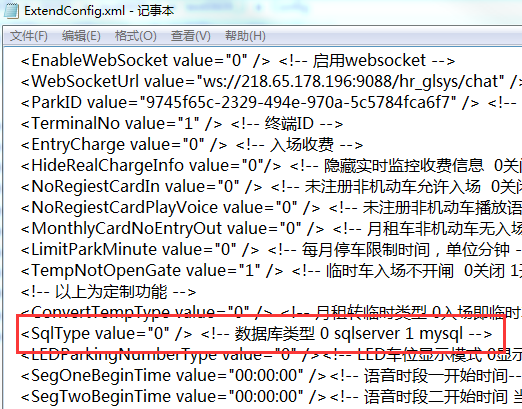 ExtendConfig.xml - 记事本
文件(F) 编辑(E) 格式(O) 查看(V) 帮助(H)
<EnableWebSocket value="0" /> <!-- 启用websocket -->
<WebSocketUrl value="ws://218.65.178.196:9088/hr_glsys/chat" /> <!--
<ParkID value="9745f65c-2329-494e-970a-5c5784fca6f7" /> <!--
<TerminalNo value="1" /> <!-- 终端ID -->
<EntryCharge value="0" /> <!-- 入场收费 -->
<HideRealChargeInfo value="0"/> <!-- 隐藏实时监控收费信息 0关闭
<NoRegiestCardIn value="0" /> <!-- 未注册非机动车允许入场 0关闭
<NoRegiestCardPlayVoice value="0" /> <!-- 未注册非机动车播放语
<MonthlyCardNoEntryOut value="0" /> <!-- 月租车非机动车无入场
<LimitParkMinute value="0" /> <!-- 每月停车限制时间，单位分钟 --
<TempNotOpenGate value="1" /> <!-- 临时车入场不开闸 0关闭 1开
<!-- 以上为定制功能 -->
<ConvertTempType value="0" /> <!-- 月租转临时类型 0入场即临时
<SqlType value="0" /> <!-- 数据库类型 0 sqlserver 1 mysql -->
<LEDParkingNumberType value="0" /> <!-- LED车位显示模式 0显示
<SegOneBeginTime value="00:00:00" /> <!-- 语音时段一开始时间--
<SegTwoBeginTime value="00:00:00" /> <!-- 语音时段二开始时间 当